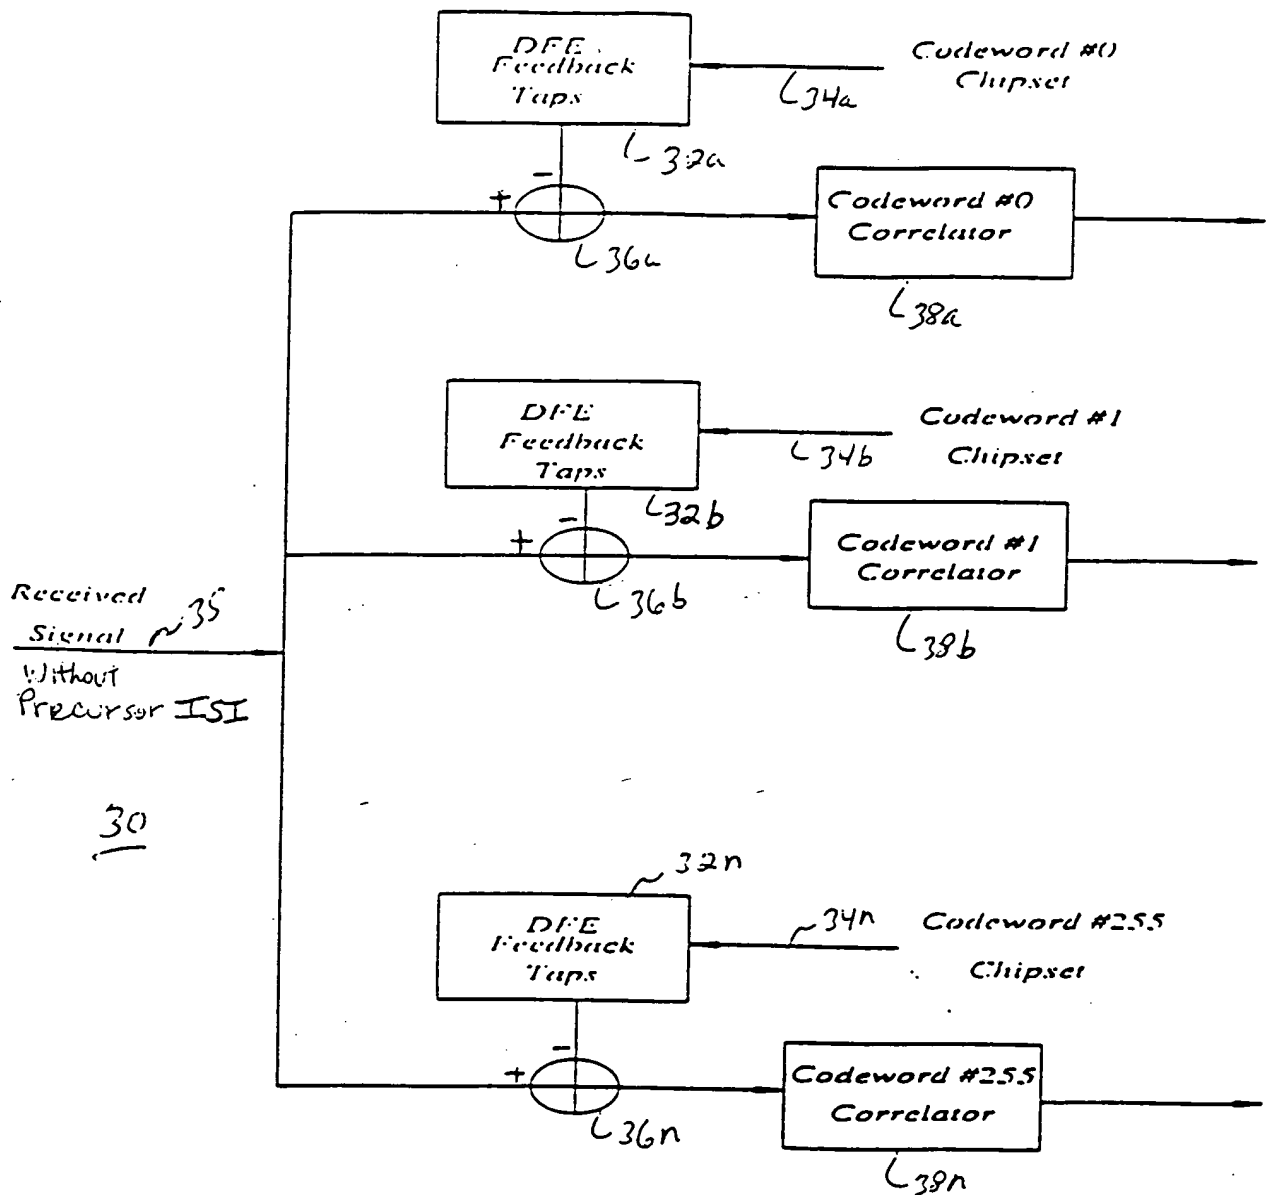 DFE
Feedback
Taps
Codeword #0
Chipset
34a
32a
-
+
36a
Codeword #0
Correlator
38a
DFE
Feedback
Taps
Codeword #1
Chipset
34b
32b
-
+
36b
Codeword #1
Correlator
38b
Received
Signal
35
Without
Precursor ISI
30
32n
DFE
Feedback
Taps
34n
Codeword #255
Chipset
-
+
36n
Codeword #255
Correlator
38n